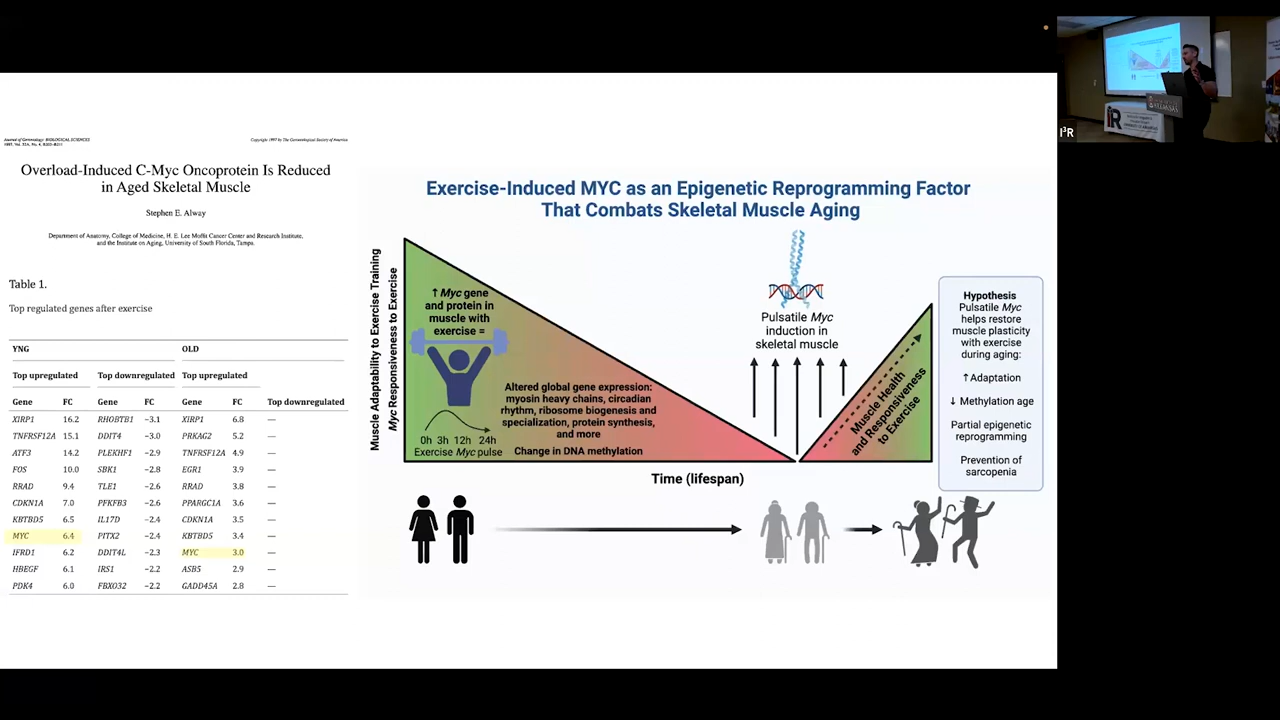 Journal of Gerontology: BIOLOGICAL SCIENCES
1997, Vol. 52A, No. 4, B203-B211
Copyright 1997 by The Gerontological Society of America
Overload-Induced C-Myc Oncoprotein Is Reduced
in Aged Skeletal Muscle
Stephen E. Alway
Department of Anatomy, College of Medicine, H. E. Lee Moffit Cancer Center and Research Institute,
and the Institute on Aging, University of South Florida, Tampa.
Table 1.
Top regulated genes after exercise
YNG OLD
Top upregulated Top downregulated Top upregulated
Gene FC Gene FC Gene FC Top downregulated
XIRP1 16.2 RHOBTB1 −3.1 XIRP1 6.8 —
TNFRSF12A 15.1 DDIT4 −3.0 PRKAG2 5.2 —
ATF3 14.2 PLEKHF1 −2.9 TNFRSF12A 4.9 —
FOS 10.0 SBK1 −2.8 EGR1 3.9 —
RRAD 9.4 TLE1 −2.6 RRAD 3.8 —
CDKN1A 7.0 PFKFB3 −2.6 PPARGC1A 3.6 —
KBTBD5 6.5 IL17D −2.4 CDKN1A 3.5 —
MYC 6.4 PITX2 −2.4 KBTBD5 3.4 —
IFRD1 6.2 DDIT4L −2.3 MYC 3.0 —
HBEGF 6.1 IRS1 −2.2 ASB5 2.9 —
PDK4 6.0 FBXO32 −2.2 GADD45A 2.8 —
Exercise-Induced MYC as an Epigenetic Reprogramming Factor
That Combats Skeletal Muscle Aging
Muscle Adaptability to Exercise Training
Myc Responsiveness to Exercise
↑ Myc gene
and protein in
muscle with
exercise =
0h 3h 12h 24h
Exercise Myc pulse
Altered global gene expression:
myosin heavy chains, circadian
rhythm, ribosome biogenesis and
specialization, protein synthesis,
and more
Change in DNA methylation
Time (lifespan)
Pulsatile Myc
induction in
skeletal muscle
Muscle Health
and Responsiveness
to Exercise
Hypothesis
Pulsatile Myc
helps restore
muscle plasticity
with exercise
during aging:
↑ Adaptation
↓ Methylation age
Partial epigenetic
reprogramming
Prevention of
sarcopenia
I³R